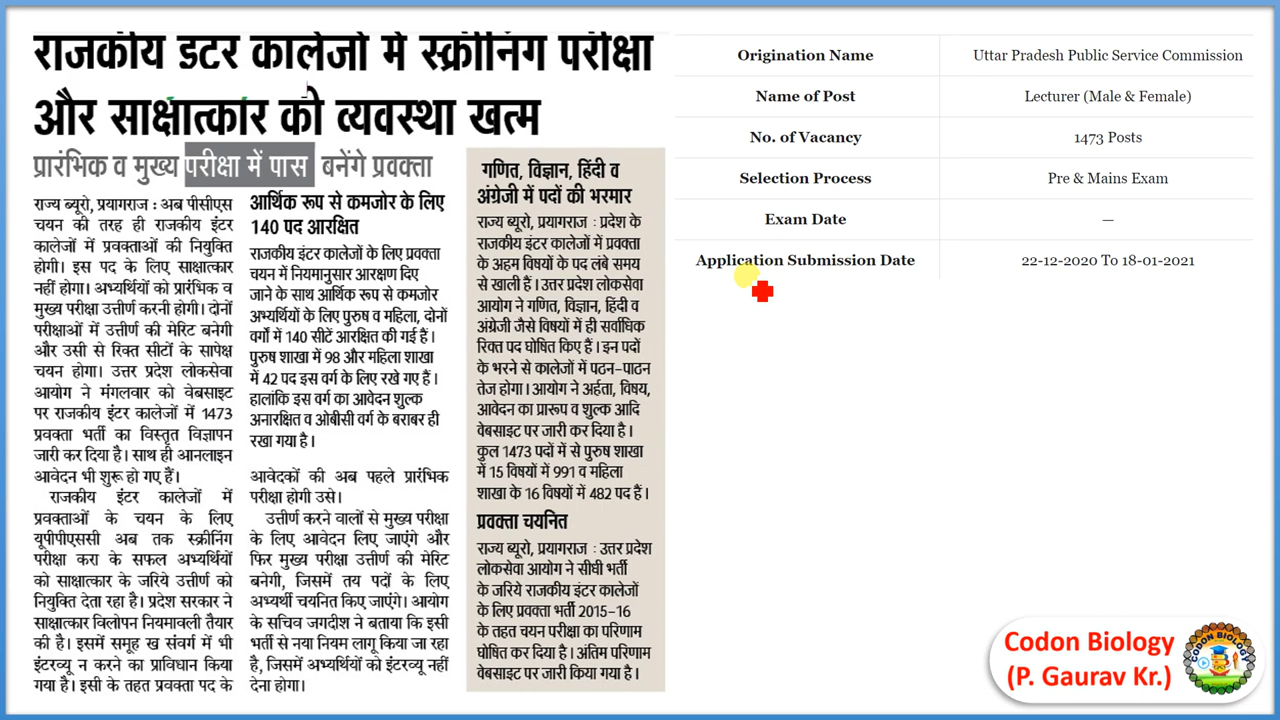 राजकीय इंटर कालेजों में स्क्रीनिंग परीक्षा
और साक्षात्कार की व्यवस्था खत्म
प्रारंभिक व मुख्य परीक्षा में पास बनेंगे प्रवक्ता
राज्य ब्यूरो, प्रयागराज : अब पीसीएस
चयन की तरह ही राजकीय इंटर
कालेजों में प्रवक्ताओं की नियुक्ति
होगी। इस पद के लिए साक्षात्कार
नहीं होगा। अभ्यर्थियों को प्रारंभिक व
मुख्य परीक्षा उत्तीर्ण करनी होगी। दोनों
परीक्षाओं में उत्तीर्ण की मेरिट बनेगी
और उसी से रिक्त सीटों के सापेक्ष
चयन होगा। उत्तर प्रदेश लोकसेवा
आयोग ने मंगलवार को वेबसाइट
पर राजकीय इंटर कालेजों में 1473
प्रवक्ता भर्ती का विस्तृत विज्ञापन
जारी कर दिया है। साथ ही आनलाइन
आवेदन भी शुरू हो गए हैं।
राजकीय इंटर कालेजों में
प्रवक्ताओं के चयन के लिए
यूपीपीएससी अब तक स्क्रीनिंग
परीक्षा करा के सफल अभ्यर्थियों
को साक्षात्कार के जरिये उत्तीर्ण को
नियुक्ति देता रहा है। प्रदेश सरकार ने
साक्षात्कार विलोपन नियमावली तैयार
की है। इसमें समूह ख संवर्ग में भी
इंटरव्यू न करने का प्राविधान किया
गया है। इसी के तहत प्रवक्ता पद के
आर्थिक रूप से कमजोर के लिए
140 पद आरक्षित
राजकीय इंटर कालेजों के लिए प्रवक्ता
चयन में नियमानुसार आरक्षण दिए
जाने के साथ आर्थिक रूप से कमजोर
अभ्यर्थियों के लिए पुरुष व महिला, दोनों
वर्गों में 140 सीटें आरक्षित की गई हैं।
पुरुष शाखा में 98 और महिला शाखा
में 42 पद इस वर्ग के लिए रखे गए हैं।
हालांकि इस वर्ग का आवेदन शुल्क
अनारक्षित व ओबीसी वर्ग के बराबर ही
रखा गया है।
आवेदकों की अब पहले प्रारंभिक
परीक्षा होगी उसे।
उत्तीर्ण करने वालों से मुख्य परीक्षा
के लिए आवेदन लिए जाएंगे और
फिर मुख्य परीक्षा उत्तीर्ण की मेरिट
बनेगी, जिसमें तय पदों के लिए
अभ्यर्थी चयनित किए जाएंगे। आयोग
के सचिव जगदीश ने बताया कि इसी
भर्ती से नया नियम लागू किया जा रहा
है, जिसमें अभ्यर्थियों को इंटरव्यू नहीं
देना होगा।
गणित, विज्ञान, हिंदी व
अंग्रेजी में पदों की भरमार
राज्य ब्यूरो, प्रयागराज : प्रदेश के
राजकीय इंटर कालेजों में प्रवक्ता
के अहम विषयों के पद लंबे समय
से खाली हैं। उत्तर प्रदेश लोकसेवा
आयोग ने गणित, विज्ञान, हिंदी व
अंग्रेजी जैसे विषयों में ही सर्वाधिक
रिक्त पद घोषित किए हैं। इन पदों
के भरने से कालेजों में पठन-पाठन
तेज होगा। आयोग ने अर्हता, विषय,
आवेदन का प्रारूप व शुल्क आदि
वेबसाइट पर जारी कर दिया है।
कुल 1473 पदों में से पुरुष शाखा
में 15 विषयों में 991 व महिला
शाखा के 16 विषयों में 482 पद हैं।
प्रवक्ता चयनित
राज्य ब्यूरो, प्रयागराज : उत्तर प्रदेश
लोकसेवा आयोग ने सीधी भर्ती
के जरिये राजकीय इंटर कालेजों
के लिए प्रवक्ता भर्ती 2015-16
के तहत चयन परीक्षा का परिणाम
घोषित कर दिया है। अंतिम परिणाम
वेबसाइट पर जारी किया गया है।
Origination Name Uttar Pradesh Public Service Commission
Name of Post Lecturer (Male & Female)
No. of Vacancy 1473 Posts
Selection Process Pre & Mains Exam
Exam Date —
Application Submission Date 22-12-2020 To 18-01-2021
Codon Biology
(P. Gaurav Kr.)
CODON BIOLOGY